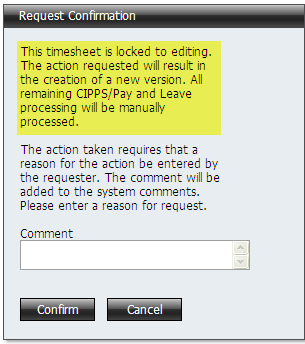 Request Confirmation
This timesheet is locked to editing.
The action requested will result in
the creation of a new version. All
remaining CIPPS/Pay and Leave
processing will be manually
processed.
The action taken requires that a
reason for the action be entered by
the requester. The comment will be
added to the system comments.
Please enter a reason for request.
Comment
Confirm
Cancel